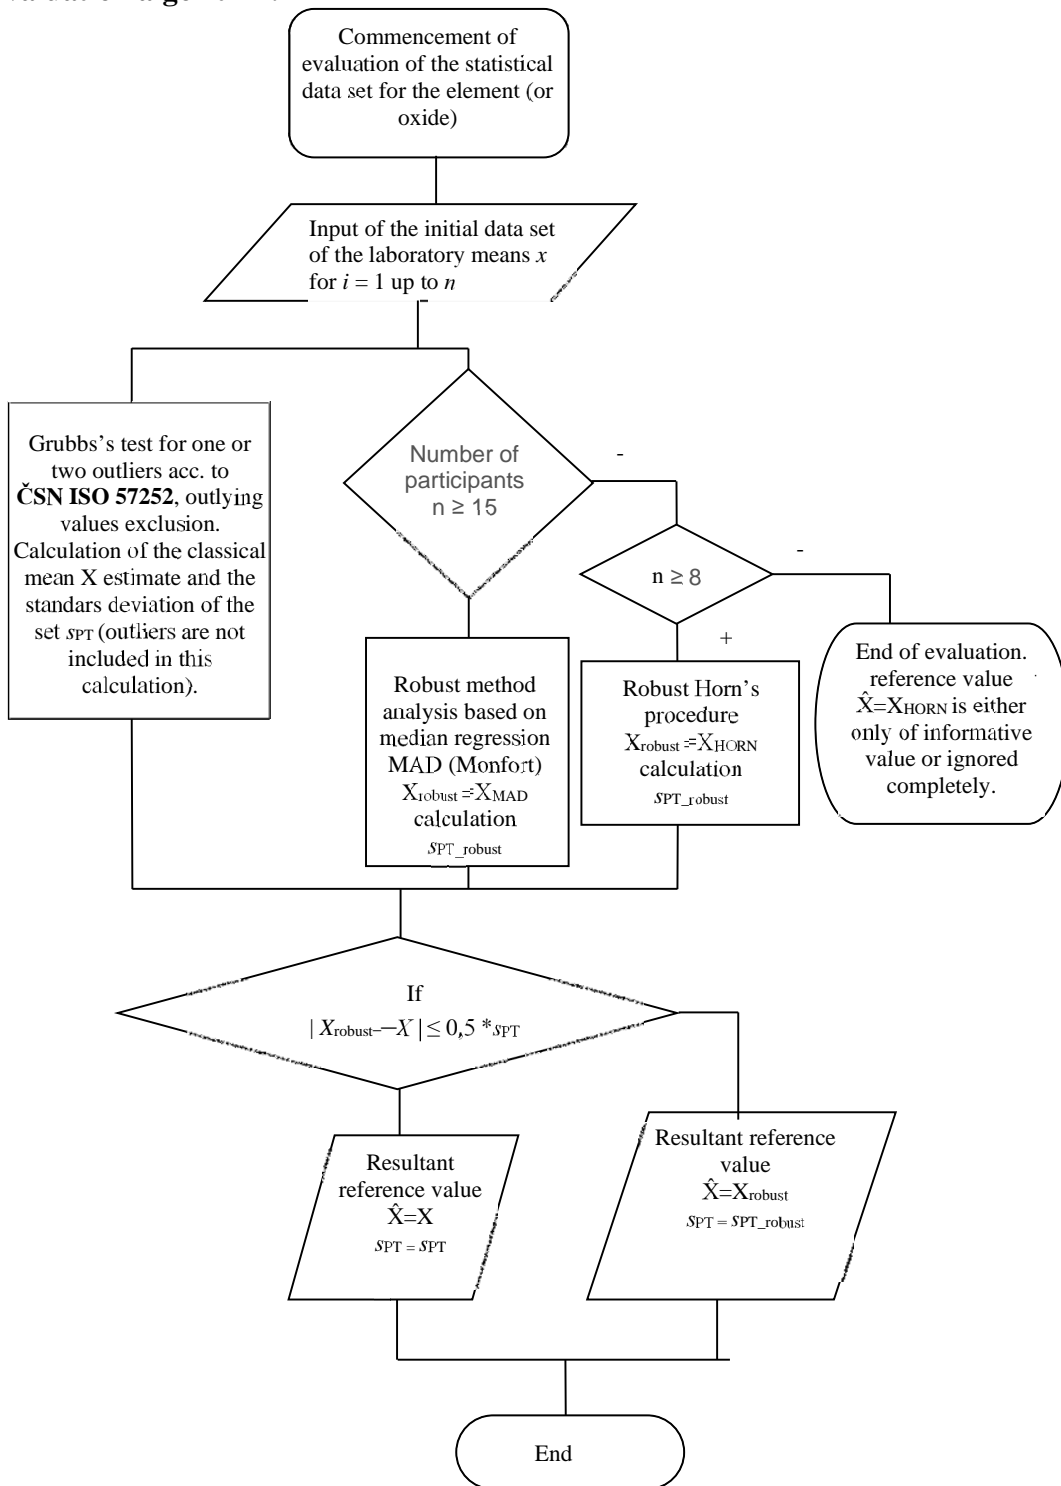 Commencement of
evaluation of the statistical
data set for the element (or
oxide)
Input of the initial data set
of the laboratory means x
for i = 1 up to n
Grubbs's test for one or
two outliers acc. to
ČSN ISO 57252, outlying
values exclusion.
Calculation of the classical
mean X estimate and the
standars deviation of the
set sPT (outliers are not
included in this
calculation).
Number of
participants
n ≥ 15
-
n ≥ 8
-
+
Robust method
analysis based on
median regression
MAD (Monfort)
Xrobust =XMAD
calculation
sPT_robust
Robust Horn's
procedure
Xrobust =XHORN
calculation
sPT_robust
End of evaluation.
reference value
X̂=XHORN is either
only of informative
value or ignored
completely.
If
| Xrobust–X | ≤ 0,5 *sPT
Resultant
reference value
X̂=X
sPT = sPT
Resultant reference
value
X̂=Xrobust
sPT = sPT_robust
End